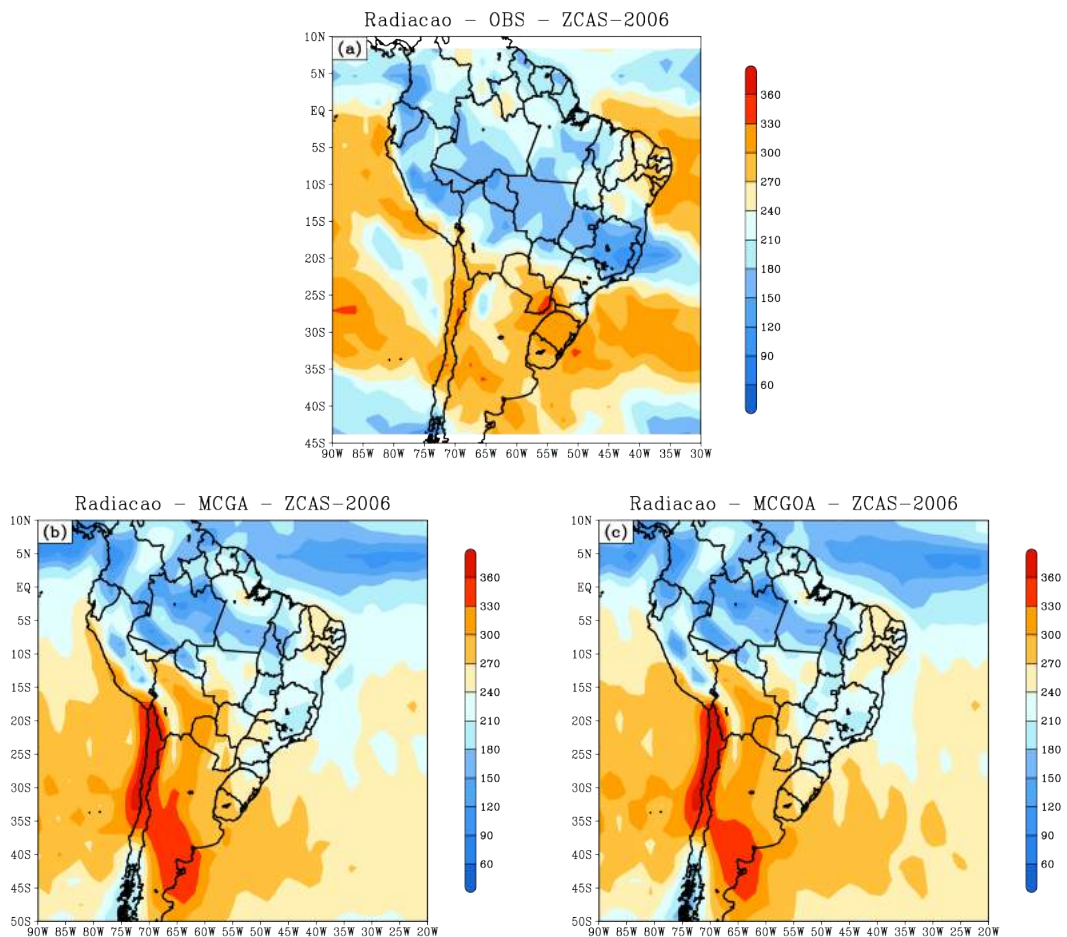 Radiacao - OBS - ZCAS-2006
(a)
10N
5N
EQ
5S
10S
15S
20S
25S
30S
35S
40S
45S
90W 85W 80W 75W 70W 65W 60W 55W 50W 45W 40W 35W 30W
360
330
300
270
240
210
180
150
120
90
60
Radiacao - MCGA - ZCAS-2006
(b)
10N
5N
EQ
5S
10S
15S
20S
25S
30S
35S
40S
45S
50S
90W 85W 80W 75W 70W 65W 60W 55W 50W 45W 40W 35W 30W 25W 20W
360
330
300
270
240
210
180
150
120
90
60
Radiacao - MCGOA - ZCAS-2006
(c)
10N
5N
EQ
5S
10S
15S
20S
25S
30S
35S
40S
45S
50S
90W 85W 80W 75W 70W 65W 60W 55W 50W 45W 40W 35W 30W 25W 20W
360
330
300
270
240
210
180
150
120
90
60